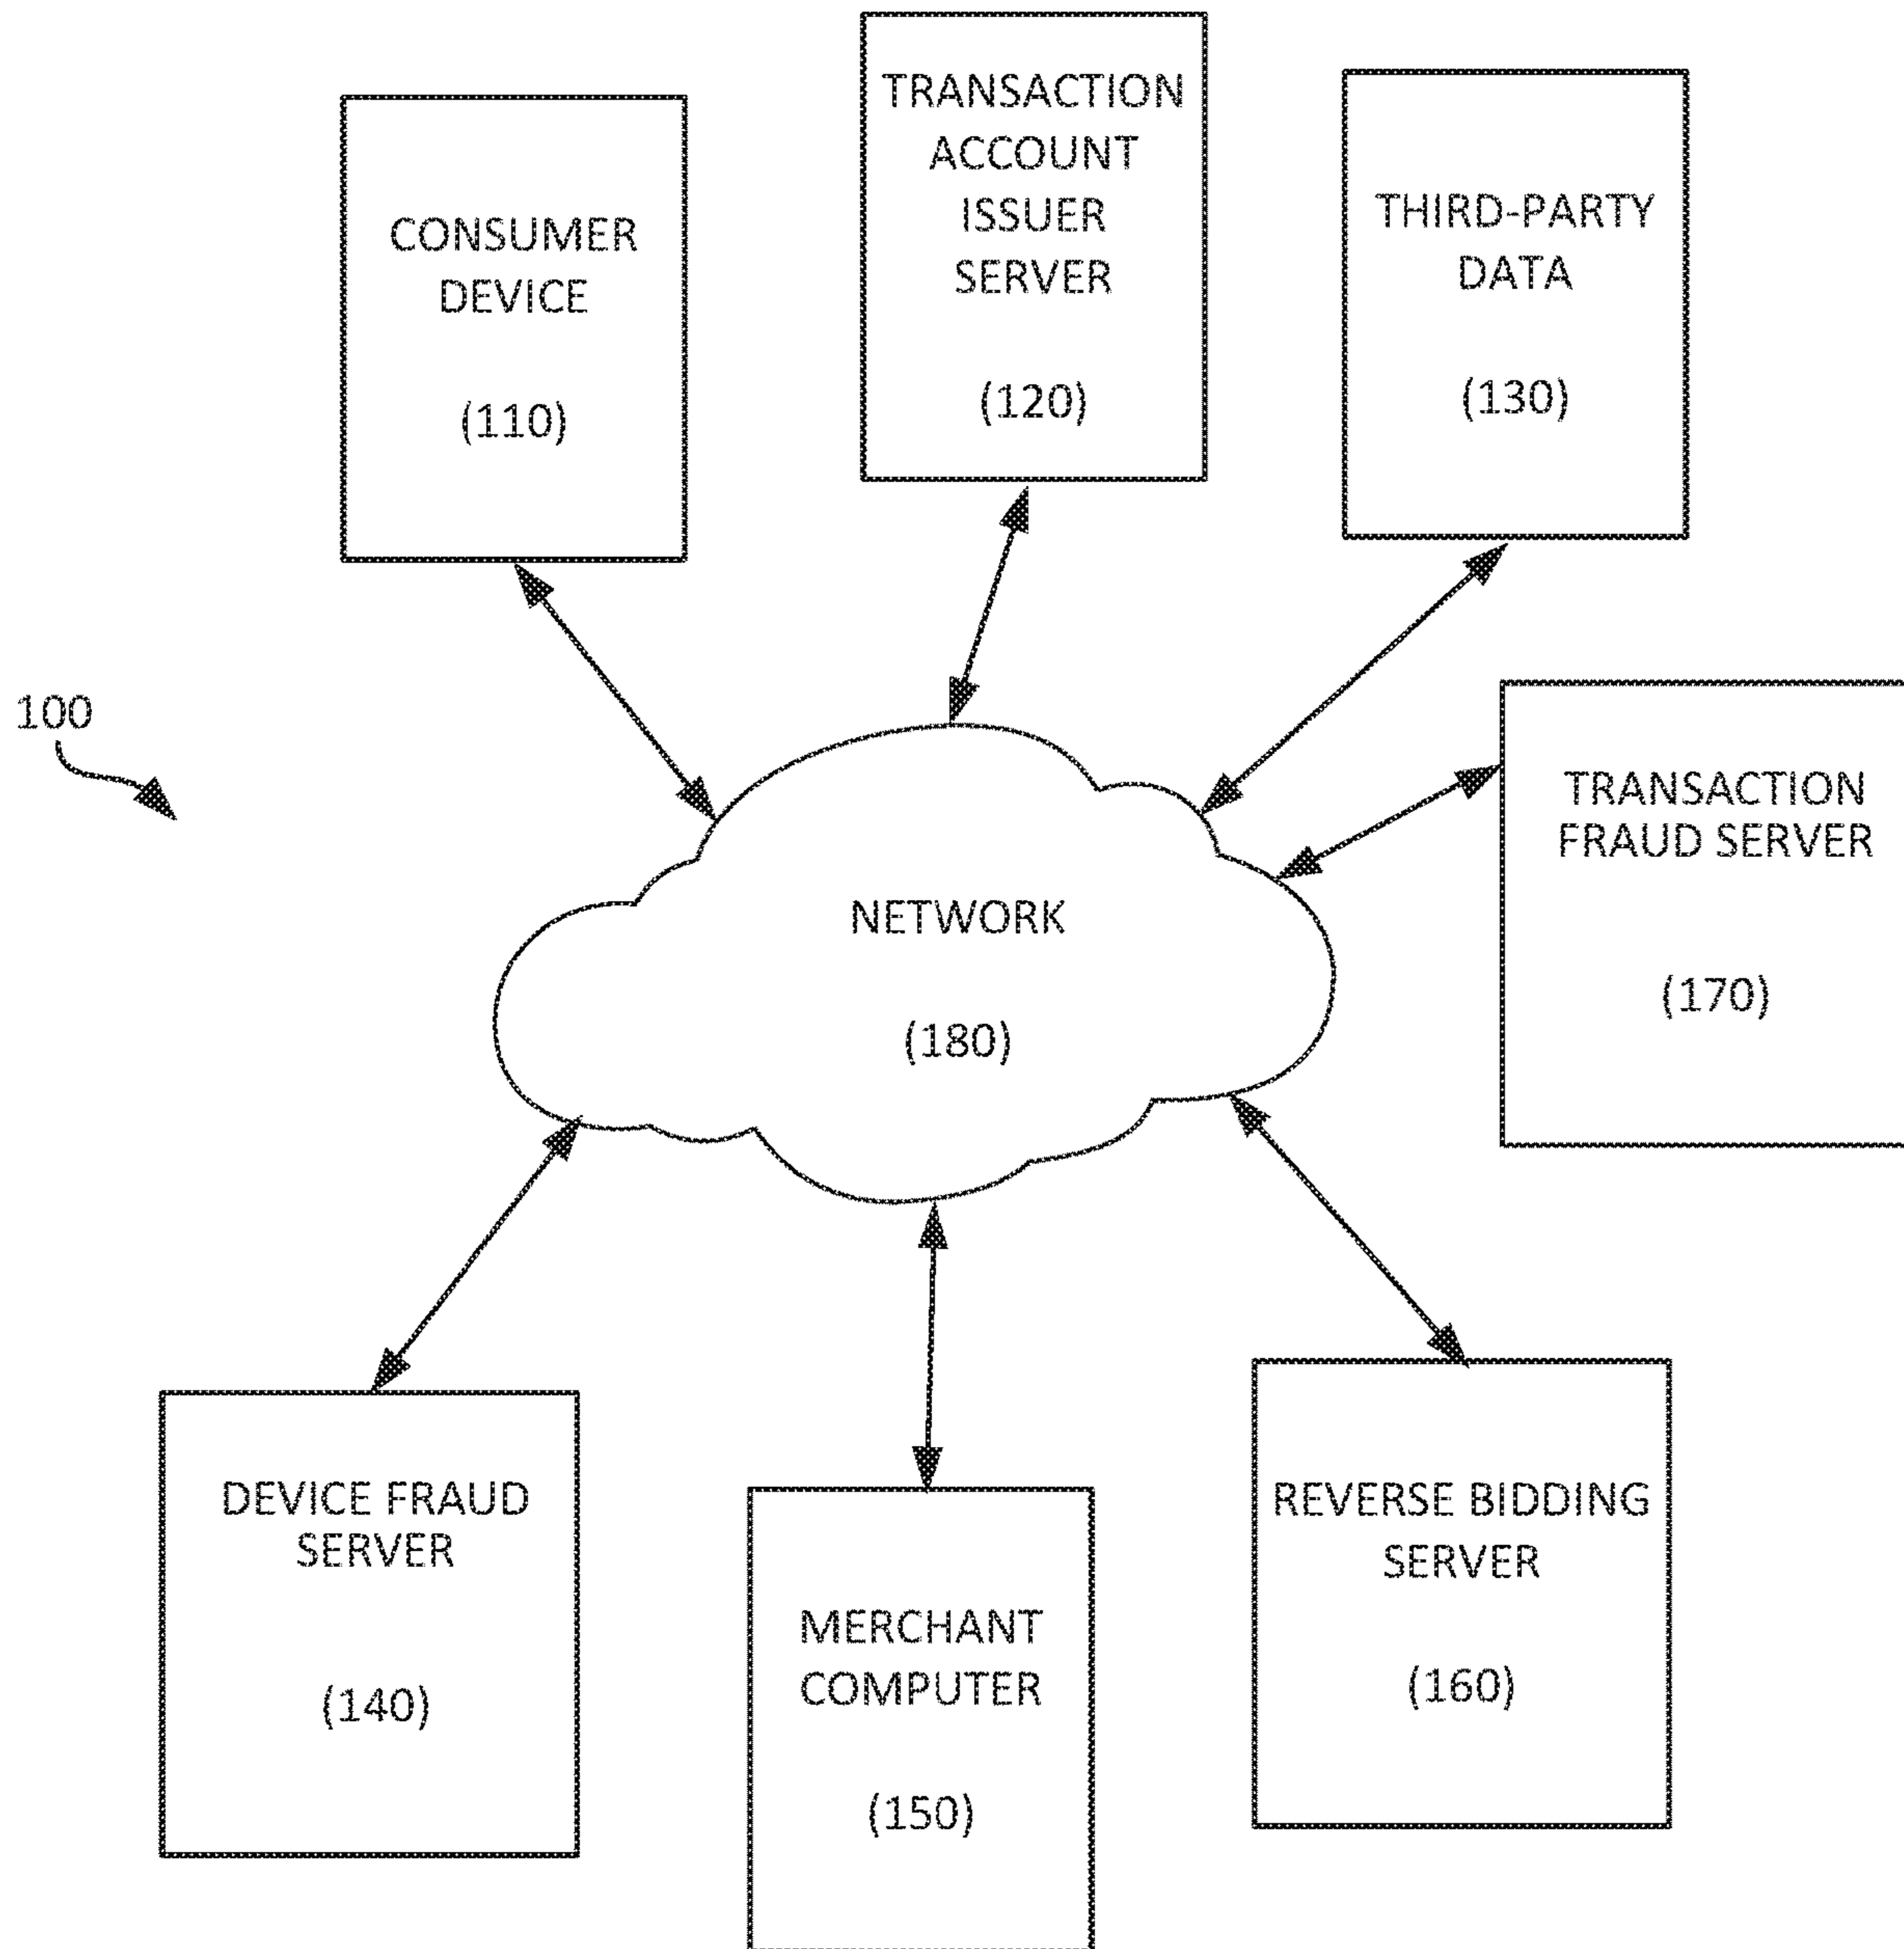 CONSUMER
DEVICE
(110)
TRANSACTION
ACCOUNT
ISSUER
SERVER
(120)
THIRD-PARTY
DATA
(130)
100
TRANSACTION
FRAUD SERVER
(170)
NETWORK
(180)
DEVICE FRAUD
SERVER
(140)
MERCHANT
COMPUTER
(150)
REVERSE BIDDING
SERVER
(160)